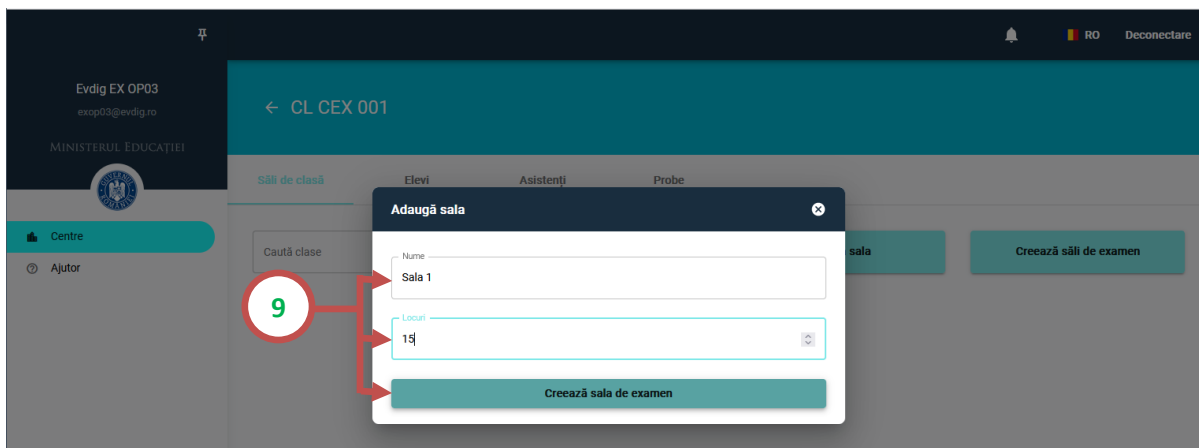 RO Deconectare
Evdig EX OP03
exop03@evdig.ro
MINISTERUL EDUCAȚIEI
GUVERNUL ROMÂNIEI
Centre
Ajutor
← CL CEX 001
Săli de clasă Elevi Asistenți Probe
Caută clase
sala
Creează săli de examen
Adaugă sala
Nume
Sala 1
Locuri
15
Creează sala de examen
9